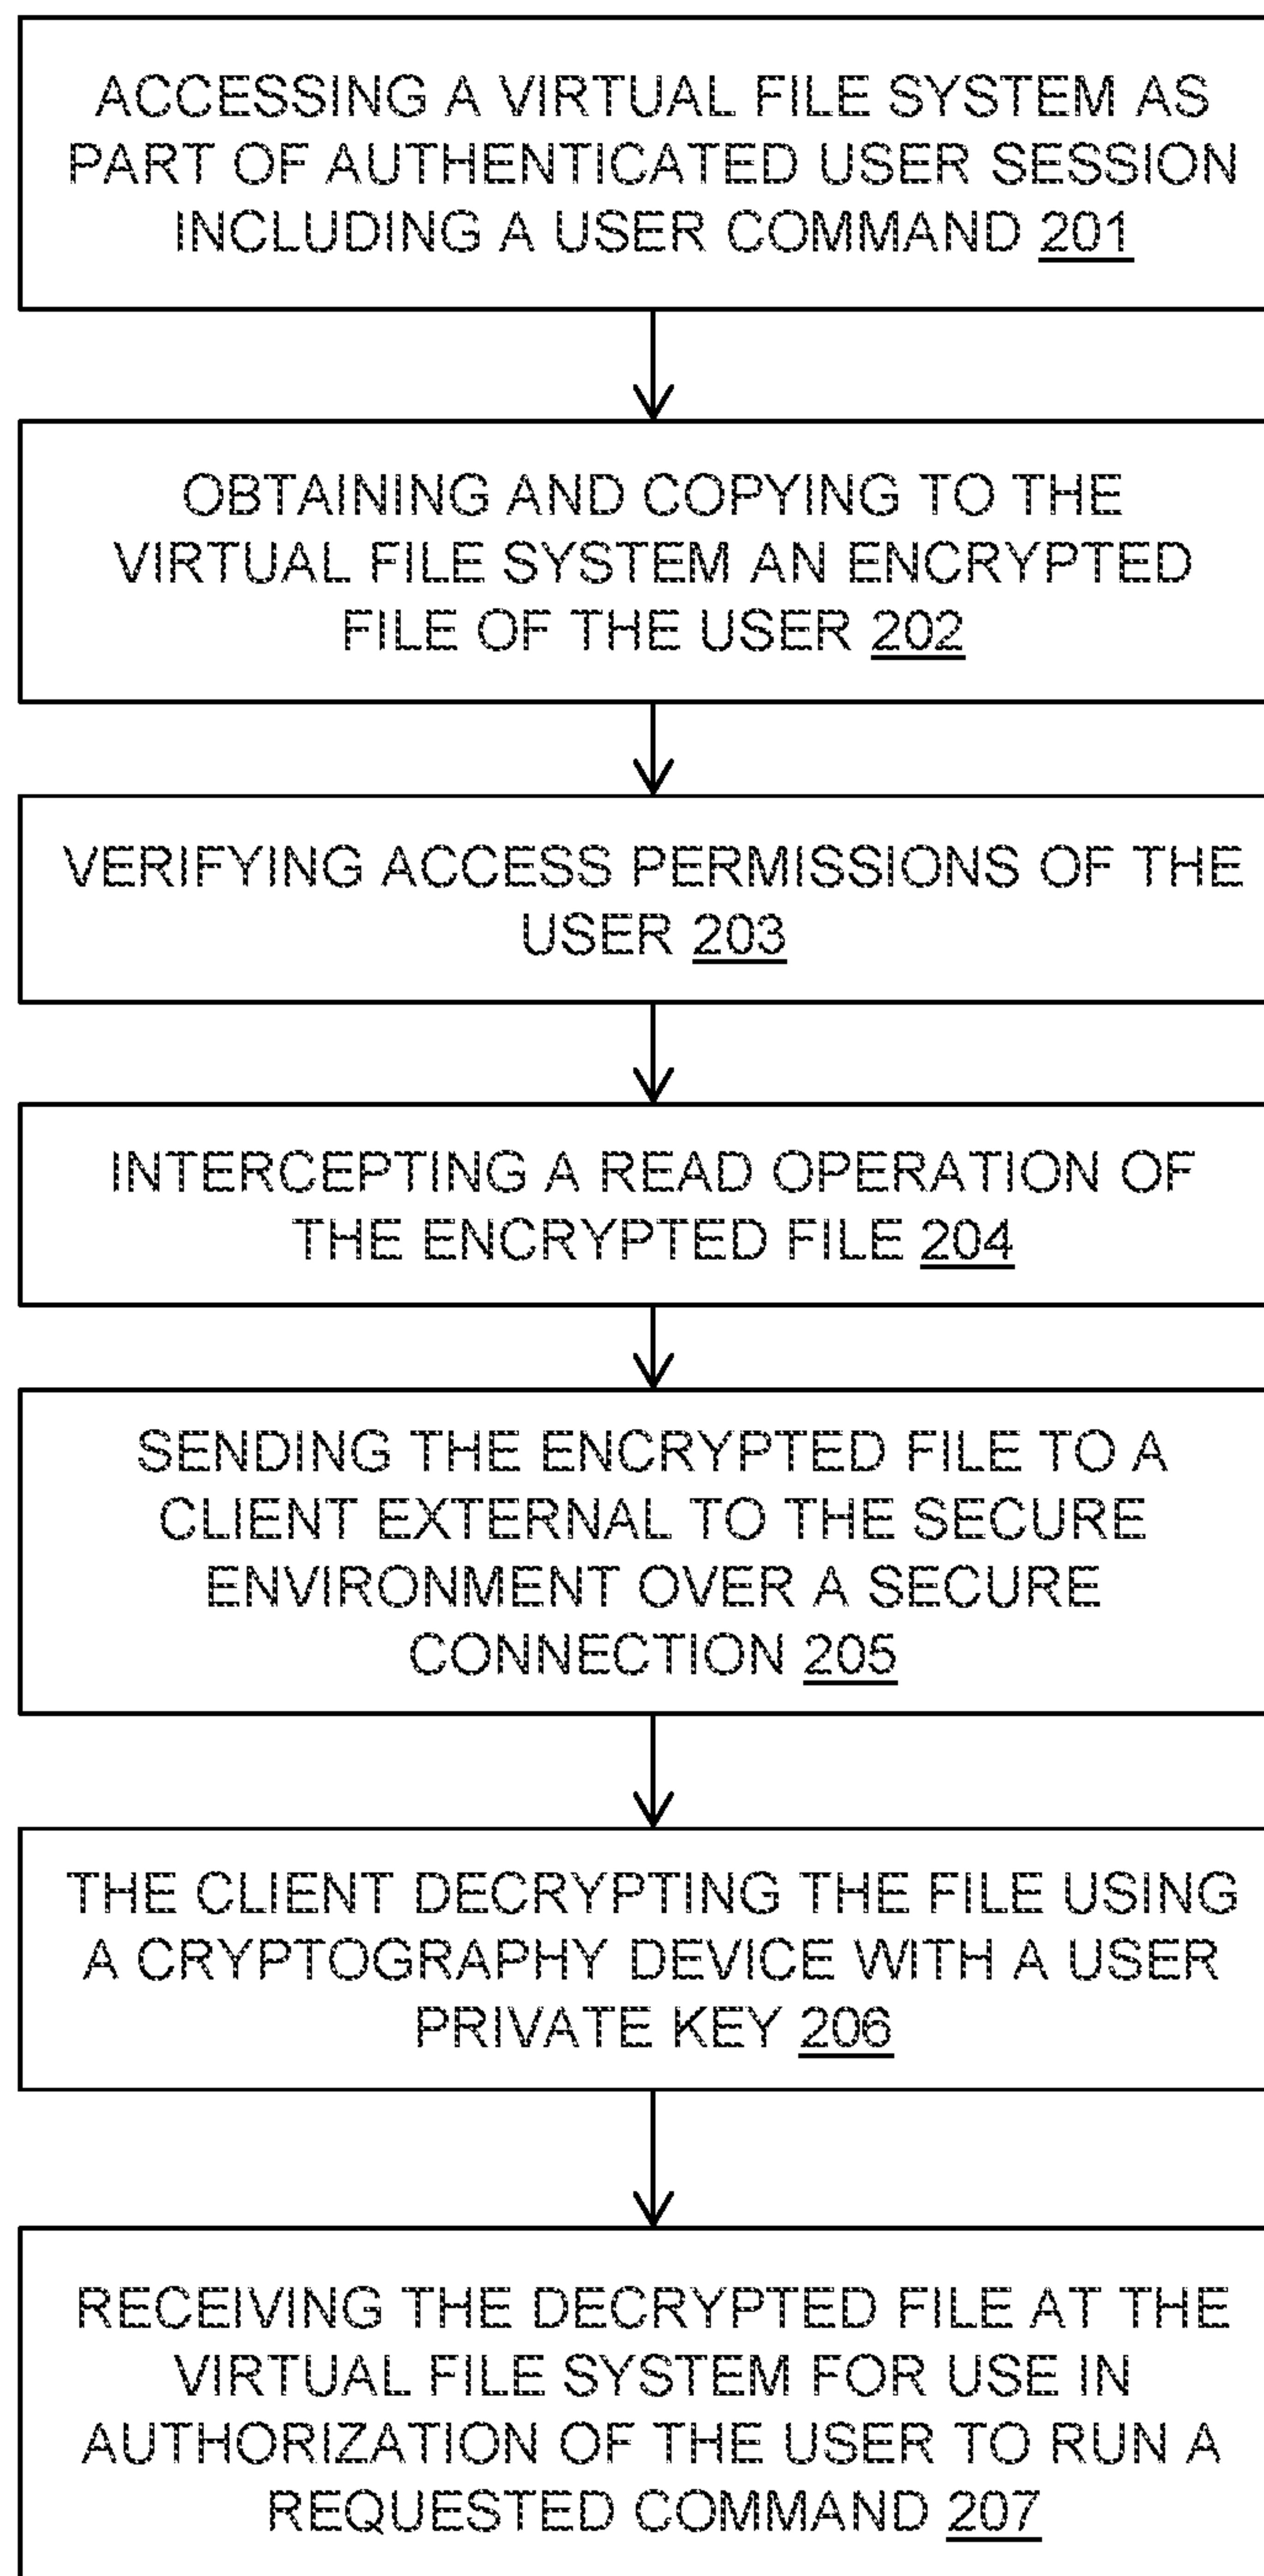 ACCESSING A VIRTUAL FILE SYSTEM AS
PART OF AUTHENTICATED USER SESSION
INCLUDING A USER COMMAND 201
OBTAINING AND COPYING TO THE
VIRTUAL FILE SYSTEM AN ENCRYPTED
FILE OF THE USER 202
VERIFYING ACCESS PERMISSIONS OF THE
USER 203
INTERCEPTING A READ OPERATION OF
THE ENCRYPTED FILE 204
SENDING THE ENCRYPTED FILE TO A
CLIENT EXTERNAL TO THE SECURE
ENVIRONMENT OVER A SECURE
CONNECTION 205
THE CLIENT DECRYPTING THE FILE USING
A CRYPTOGRAPHY DEVICE WITH A USER
PRIVATE KEY 206
RECEIVING THE DECRYPTED FILE AT THE
VIRTUAL FILE SYSTEM FOR USE IN
AUTHORIZATION OF THE USER TO RUN A
REQUESTED COMMAND 207